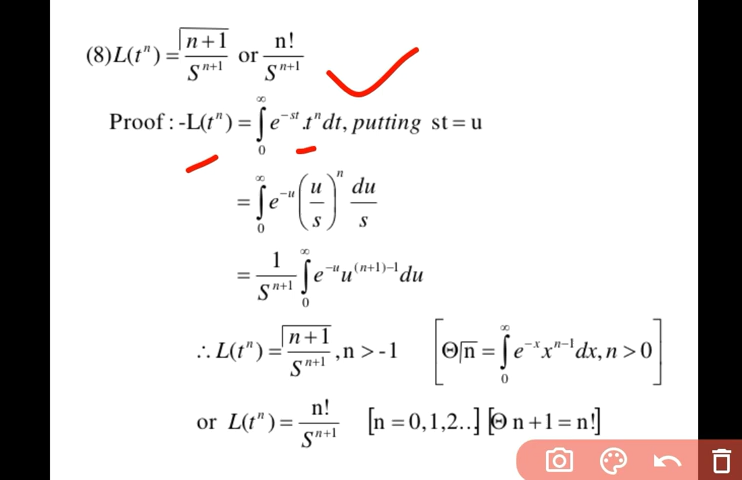 (8)L(tⁿ) = Γ̅n+1̅ / Sⁿ⁺¹ or n! / Sⁿ⁺¹
Proof : -L(tⁿ) = ∫₀^∞ e^(-st) .tⁿdt, putting st = u
= ∫₀^∞ e^(-u) (u/s)ⁿ du/s
= 1/Sⁿ⁺¹ ∫₀^∞ e^(-u) u^((n+1)-1) du
∴ L(tⁿ) = Γ̅n+1̅ / Sⁿ⁺¹ , n > -1 [Θ Γ̅n̅ = ∫₀^∞ e^(-x) x^(n-1) dx, n > 0]
or L(tⁿ) = n! / Sⁿ⁺¹ [n = 0,1,2..] [Θ n + 1 = n!]